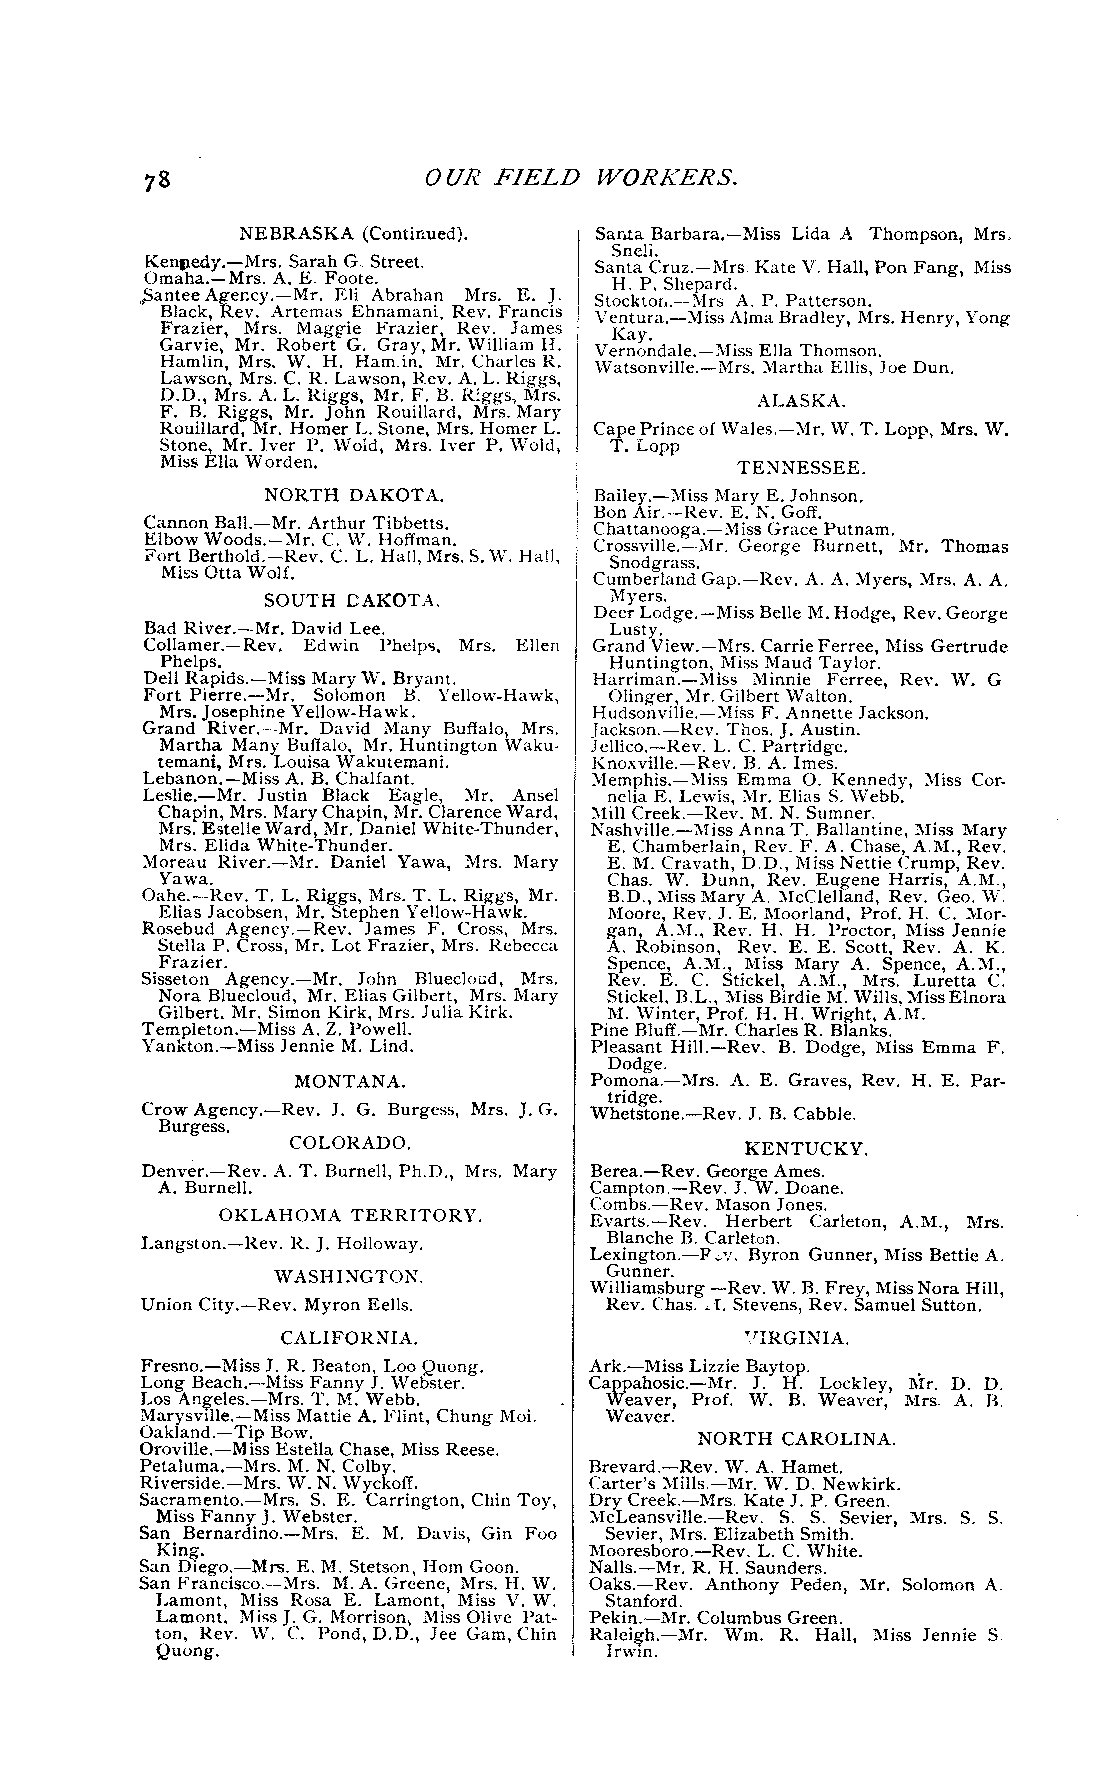 78
OUR FIELD WORKERS.
NEBRASKA (Continued).
Kennedy.—Mrs. Sarah G. Street.
Omaha.—Mrs. A. E. Foote.
Santee Agency.—Mr. Eli Abrahan Mrs. E. J.
Black, Rev. Artemas Ehnamani, Rev. Francis
Frazier, Mrs. Maggie Frazier, Rev. James
Garvie, Mr. Robert G. Gray, Mr. William H.
Hamlin, Mrs. W. H. Ham.in, Mr. Charles R.
Lawson, Mrs. C. R. Lawson, Rev. A. L. Riggs,
D.D., Mrs. A. L. Riggs, Mr. F. B. Riggs, Mrs.
F. B. Riggs, Mr. John Rouillard, Mrs. Mary
Rouillard, Mr. Homer L. Stone, Mrs. Homer L.
Stone, Mr. Iver P. Wold, Mrs. Iver P. Wold,
Miss Ella Worden.
NORTH DAKOTA.
Cannon Ball.—Mr. Arthur Tibbetts.
Elbow Woods.—Mr. C. W. Hoffman.
Fort Berthold.—Rev. C. L. Hall, Mrs. S. W. Hall,
Miss Otta Wolf.
SOUTH DAKOTA.
Bad River.—Mr. David Lee.
Collamer.—Rev. Edwin Phelps, Mrs. Ellen
Phelps.
Dell Rapids.—Miss Mary W. Bryant.
Fort Pierre.—Mr. Solomon B. Yellow-Hawk,
Mrs. Josephine Yellow-Hawk.
Grand River.—Mr. David Many Buffalo, Mrs.
Martha Many Buffalo, Mr. Huntington Waku-
temani, Mrs. Louisa Wakutemani.
Lebanon.—Miss A. B. Chalfant.
Leslie.—Mr. Justin Black Eagle, Mr. Ansel
Chapin, Mrs. Mary Chapin, Mr. Clarence Ward,
Mrs. Estelle Ward, Mr. Daniel White-Thunder,
Mrs. Elida White-Thunder.
Moreau River.—Mr. Daniel Yawa, Mrs. Mary
Yawa.
Oahe.—Rev. T. L. Riggs, Mrs. T. L. Riggs, Mr.
Elias Jacobsen, Mr. Stephen Yellow-Hawk.
Rosebud Agency.—Rev. James F. Cross, Mrs.
Stella P. Cross, Mr. Lot Frazier, Mrs. Rebecca
Frazier.
Sisseton Agency.—Mr. John Bluecloud, Mrs.
Nora Bluecloud, Mr. Elias Gilbert, Mrs. Mary
Gilbert, Mr. Simon Kirk, Mrs. Julia Kirk.
Templeton.—Miss A. Z. Powell.
Yankton.—Miss Jennie M. Lind.
MONTANA.
Crow Agency.—Rev. J. G. Burgess, Mrs. J. G.
Burgess.
COLORADO.
Denver.—Rev. A. T. Burnell, Ph.D., Mrs. Mary
A. Burnell.
OKLAHOMA TERRITORY.
Langston.—Rev. R. J. Holloway.
WASHINGTON.
Union City.—Rev. Myron Eells.
CALIFORNIA.
Fresno.—Miss J. R. Beaton, Loo Quong.
Long Beach.—Miss Fanny J. Webster.
Los Angeles.—Mrs. T. M. Webb.
Marysville.—Miss Mattie A. Flint, Chung Moi.
Oakland.—Tip Bow.
Oroville.—Miss Estella Chase, Miss Reese.
Petaluma.—Mrs. M. N. Colby.
Riverside.—Mrs. W. N. Wyckoff.
Sacramento.—Mrs. S. E. Carrington, Chin Toy,
Miss Fanny J. Webster.
San Bernardino.—Mrs. E. M. Davis, Gin Foo
King.
San Diego.—Mrs. E. M. Stetson, Hom Goon.
San Francisco.—Mrs. M. A. Greene, Mrs. H. W.
Lamont, Miss Rosa E. Lamont, Miss V. W.
Lamont, Miss J. G. Morrison, Miss Olive Pat-
ton, Rev. W. C. Pond, D.D., Jee Gam, Chin
Quong.
Santa Barbara.—Miss Lida A Thompson, Mrs.
Snell.
Santa Cruz.—Mrs. Kate V. Hall, Pon Fang, Miss
H. P. Shepard.
Stockton.—Mrs A. P. Patterson.
Ventura.—Miss Alma Bradley, Mrs. Henry, Yong
Kay.
Vernondale.—Miss Ella Thomson.
Watsonville.—Mrs. Martha Ellis, Joe Dun.
ALASKA.
Cape Prince of Wales.—Mr. W. T. Lopp, Mrs. W.
T. Lopp
TENNESSEE.
Bailey.—Miss Mary E. Johnson.
Bon Air.—Rev. E. N. Goff.
Chattanooga.—Miss Grace Putnam.
Crossville.—Mr. George Burnett, Mr. Thomas
Snodgrass.
Cumberland Gap.—Rev. A. A. Myers, Mrs. A. A.
Myers.
Deer Lodge.—Miss Belle M. Hodge, Rev. George
Lusty.
Grand View.—Mrs. Carrie Ferree, Miss Gertrude
Huntington, Miss Maud Taylor.
Harriman.—Miss Minnie Ferree, Rev. W. G
Olinger, Mr. Gilbert Walton.
Hudsonville.—Miss F. Annette Jackson.
Jackson.—Rev. Thos. J. Austin.
Jellico.—Rev. L. C. Partridge.
Knoxville.—Rev. B. A. Imes.
Memphis.—Miss Emma O. Kennedy, Miss Cor-
nelia E. Lewis, Mr. Elias S. Webb.
Mill Creek.—Rev. M. N. Sumner.
Nashville.—Miss Anna T. Ballantine, Miss Mary
E. Chamberlain, Rev. F. A. Chase, A.M., Rev.
E. M. Cravath, D.D., Miss Nettie Crump, Rev.
Chas. W. Dunn, Rev. Eugene Harris, A.M.,
B.D., Miss Mary A. McClelland, Rev. Geo. W.
Moore, Rev. J. E. Moorland, Prof. H. C. Mor-
gan, A.M., Rev. H. H. Proctor, Miss Jennie
A. Robinson, Rev. E. E. Scott, Rev. A. K.
Spence, A.M., Miss Mary A. Spence, A.M.,
Rev. E. C. Stickel, A.M., Mrs. Luretta C.
Stickel, B.L., Miss Birdie M. Wills, Miss Elnora
M. Winter, Prof. H. H. Wright, A.M.
Pine Bluff.—Mr. Charles R. Blanks.
Pleasant Hill.—Rev. B. Dodge, Miss Emma F.
Dodge.
Pomona.—Mrs. A. E. Graves, Rev. H. E. Par-
tridge.
Whetstone.—Rev. J. B. Cabble.
KENTUCKY.
Berea.—Rev. George Ames.
Campton.—Rev. J. W. Doane.
Combs.—Rev. Mason Jones.
Evarts.—Rev. Herbert Carleton, A.M., Mrs.
Blanche B. Carleton.
Lexington.—Rev. Byron Gunner, Miss Bettie A.
Gunner.
Williamsburg—Rev. W. B. Frey, Miss Nora Hill,
Rev. Chas. Stevens, Rev. Samuel Sutton.
VIRGINIA.
Ark.—Miss Lizzie Baytop.
Cappahosic.—Mr. J. H. Lockley, Mr. D. D.
Weaver, Prof. W. B. Weaver, Mrs. A. B.
Weaver.
NORTH CAROLINA.
Brevard.—Rev. W. A. Hamet.
Carter's Mills.—Mr. W. D. Newkirk.
Dry Creek.—Mrs. Kate J. P. Green.
McLeansville.—Rev. S. S. Sevier, Mrs. S. S.
Sevier, Mrs. Elizabeth Smith.
Mooresboro.—Rev. L. C. White.
Nalls.—Mr. R. H. Saunders.
Oaks.—Rev. Anthony Peden, Mr. Solomon A.
Stanford.
Pekin.—Mr. Columbus Green.
Raleigh.—Mr. Wm. R. Hall, Miss Jennie S.
Irwin.